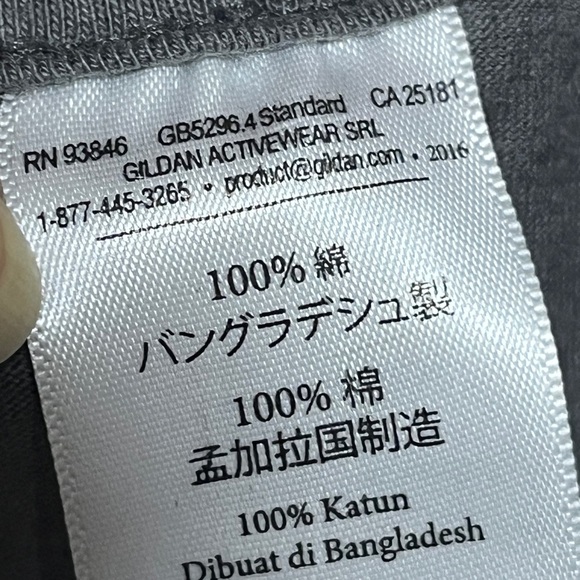 RN 93846 GB5296.4 Standard CA 25181
GILDAN ACTIVEWEAR SRL
1-877-445-3265 • product@gildan.com • 2016
100% 綿
バングラデシュ製
100% 棉
孟加拉国制造
100% Katun
Dibuat di Bangladesh